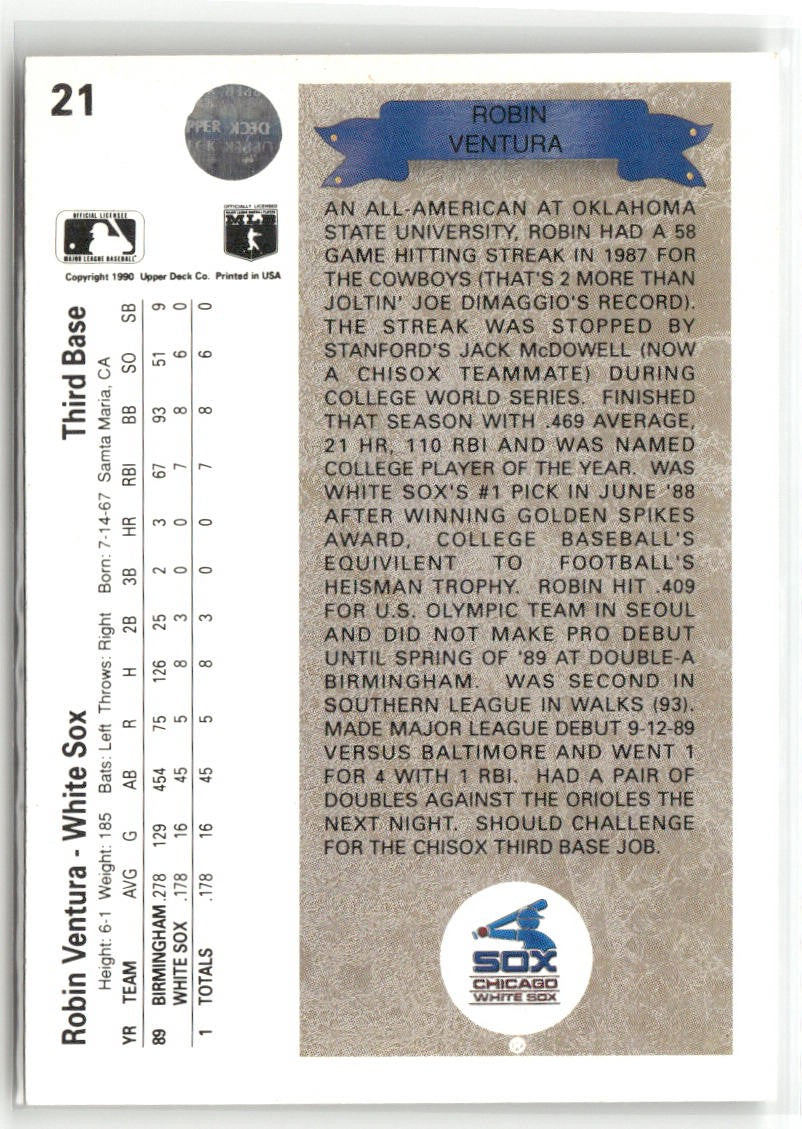 21
UPPER DECK
OFFICIAL LICENSEE
MAJOR LEAGUE BASEBALL
OFFICIALLY LICENSED
MLB
Copyright 1990 Upper Deck Co. Printed in USA
Robin Ventura - White Sox Third Base
Height: 6-1 Weight: 185 Bats: Left Throws: Right Born: 7-14-67 Samta Maria, CA
YR TEAM AVG G AB R H 2B 3B HR RBI BB SO SB
89 BIRMINGHAM .278 129 454 75 126 25 2 3 67 93 51 9
WHITE SOX .178 16 45 5 8 3 0 0 7 8 6 0
1 TOTALS .178 16 45 5 8 3 0 0 7 8 6 0
ROBIN
VENTURA
AN ALL-AMERICAN AT OKLAHOMA
STATE UNIVERSITY, ROBIN HAD A 58
GAME HITTING STREAK IN 1987 FOR
THE COWBOYS (THAT'S 2 MORE THAN
JOLTIN' JOE DIMAGGIO'S RECORD).
THE STREAK WAS STOPPED BY
STANFORD'S JACK McDOWELL (NOW
A CHISOX TEAMMATE) DURING
COLLEGE WORLD SERIES. FINISHED
THAT SEASON WITH .469 AVERAGE,
21 HR, 110 RBI AND WAS NAMED
COLLEGE PLAYER OF THE YEAR. WAS
WHITE SOX'S #1 PICK IN JUNE '88
AFTER WINNING GOLDEN SPIKES
AWARD, COLLEGE BASEBALL'S
EQUIVILENT TO FOOTBALL'S
HEISMAN TROPHY. ROBIN HIT .409
FOR U.S. OLYMPIC TEAM IN SEOUL
AND DID NOT MAKE PRO DEBUT
UNTIL SPRING OF '89 AT DOUBLE-A
BIRMINGHAM. WAS SECOND IN
SOUTHERN LEAGUE IN WALKS (93).
MADE MAJOR LEAGUE DEBUT 9-12-89
VERSUS BALTIMORE AND WENT 1
FOR 4 WITH 1 RBI. HAD A PAIR OF
DOUBLES AGAINST THE ORIOLES THE
NEXT NIGHT. SHOULD CHALLENGE
FOR THE CHISOX THIRD BASE JOB.
SOX
CHICAGO
WHITE SOX